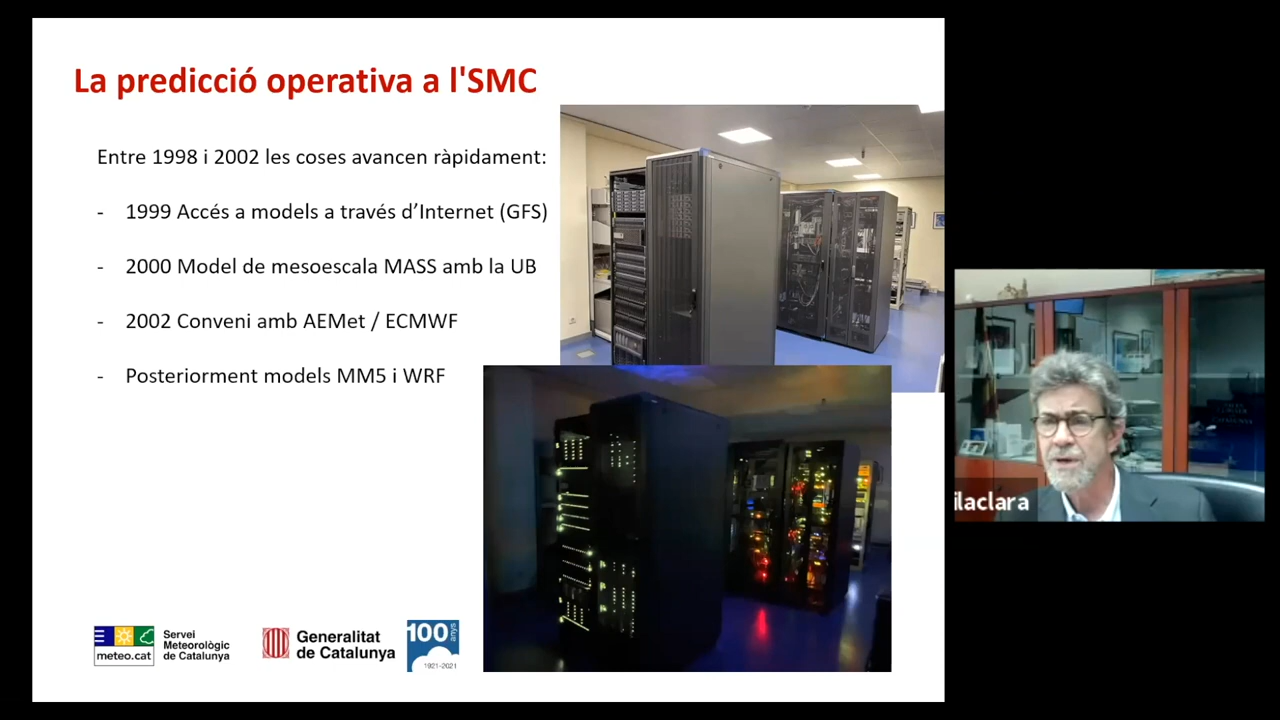 La predicció operativa a l'SMC
Entre 1998 i 2002 les coses avancen ràpidament:
- 1999 Accés a models a través d’Internet (GFS)
- 2000 Model de mesoescala MASS amb la UB
- 2002 Conveni amb AEMet / ECMWF
- Posteriorment models MM5 i WRF
ilaclara
meteo.cat
Servei
Meteorològic
de Catalunya
Generalitat
de Catalunya
100 anys
1921-2021